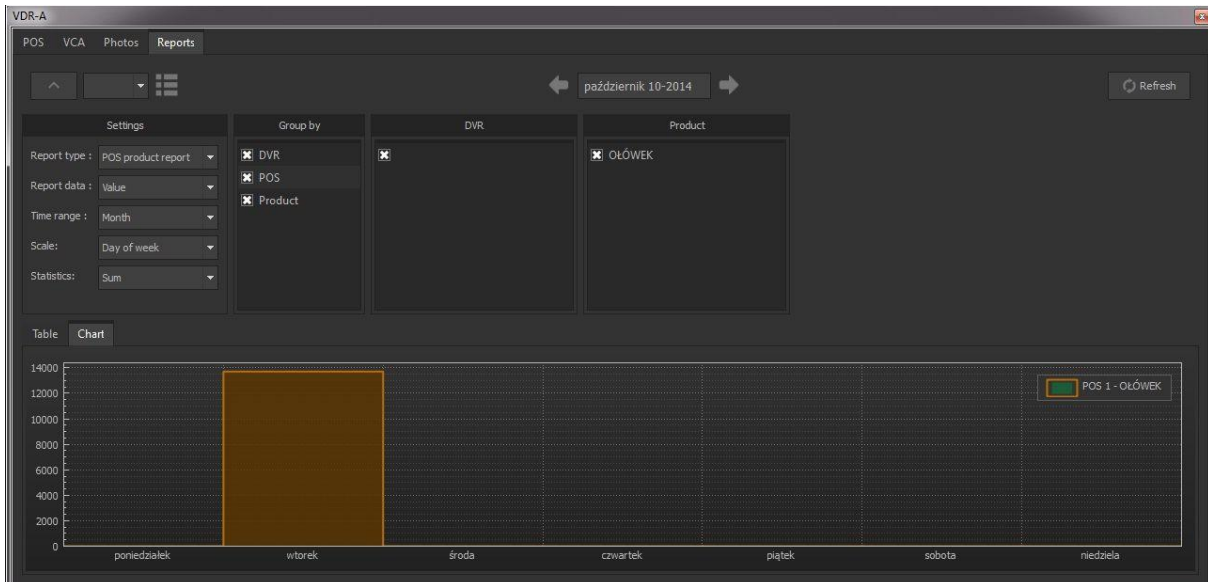 VDR-A
POS VCA Photos Reports
październik 10-2014
Refresh
Settings
Report type : POS product report
Report data : Value
Time range : Month
Scale: Day of week
Statistics: Sum
Group by
DVR
POS
Product
DVR
Product
OŁÓWEK
Table Chart
14000
12000
10000
8000
6000
4000
2000
0
POS 1 - OŁÓWEK
poniedziałek wtorek środa czwartek piątek sobota niedziela